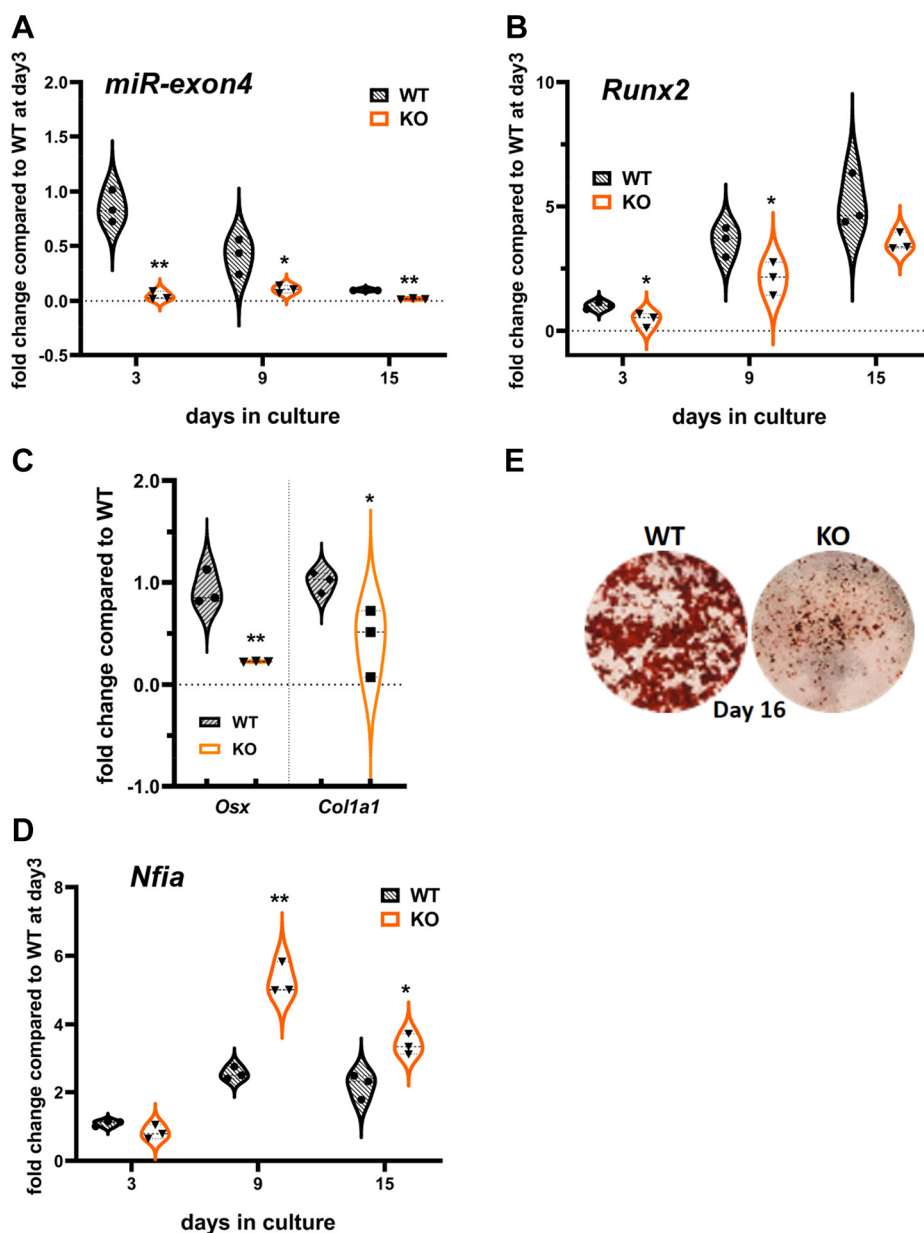 A
fold change compared to WT at day3
miR-exon4
WT
KO
2.0
1.5
1.0
0.5
0.0
-0.5
**
*
**
3
9
15
days in culture
B
fold change compared to WT at day3
Runx2
WT
KO
10
5
0
*
*
3
9
15
days in culture
C
fold change compared to WT
2.0
1.0
0.0
-1.0
**
*
WT
KO
Osx
Col1a1
E
WT
KO
Day 16
D
fold change compared to WT at day3
Nfia
WT
KO
8
6
4
2
0
**
*
3
9
15
days in culture